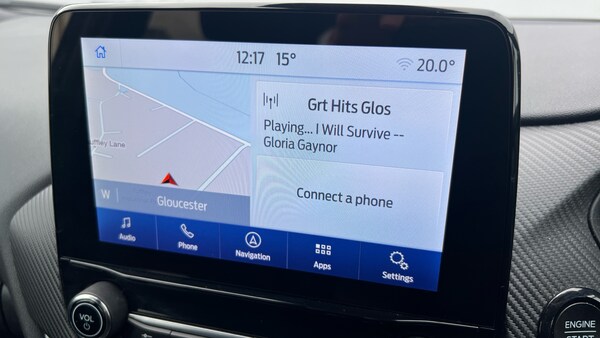 12:17 15° 20.0°
Grt Hits Glos
Playing... I Will Survive --
Gloria Gaynor
Lane
W Gloucester
Connect a phone
Audio Phone Navigation Apps Settings
VOL
ENGINE
START